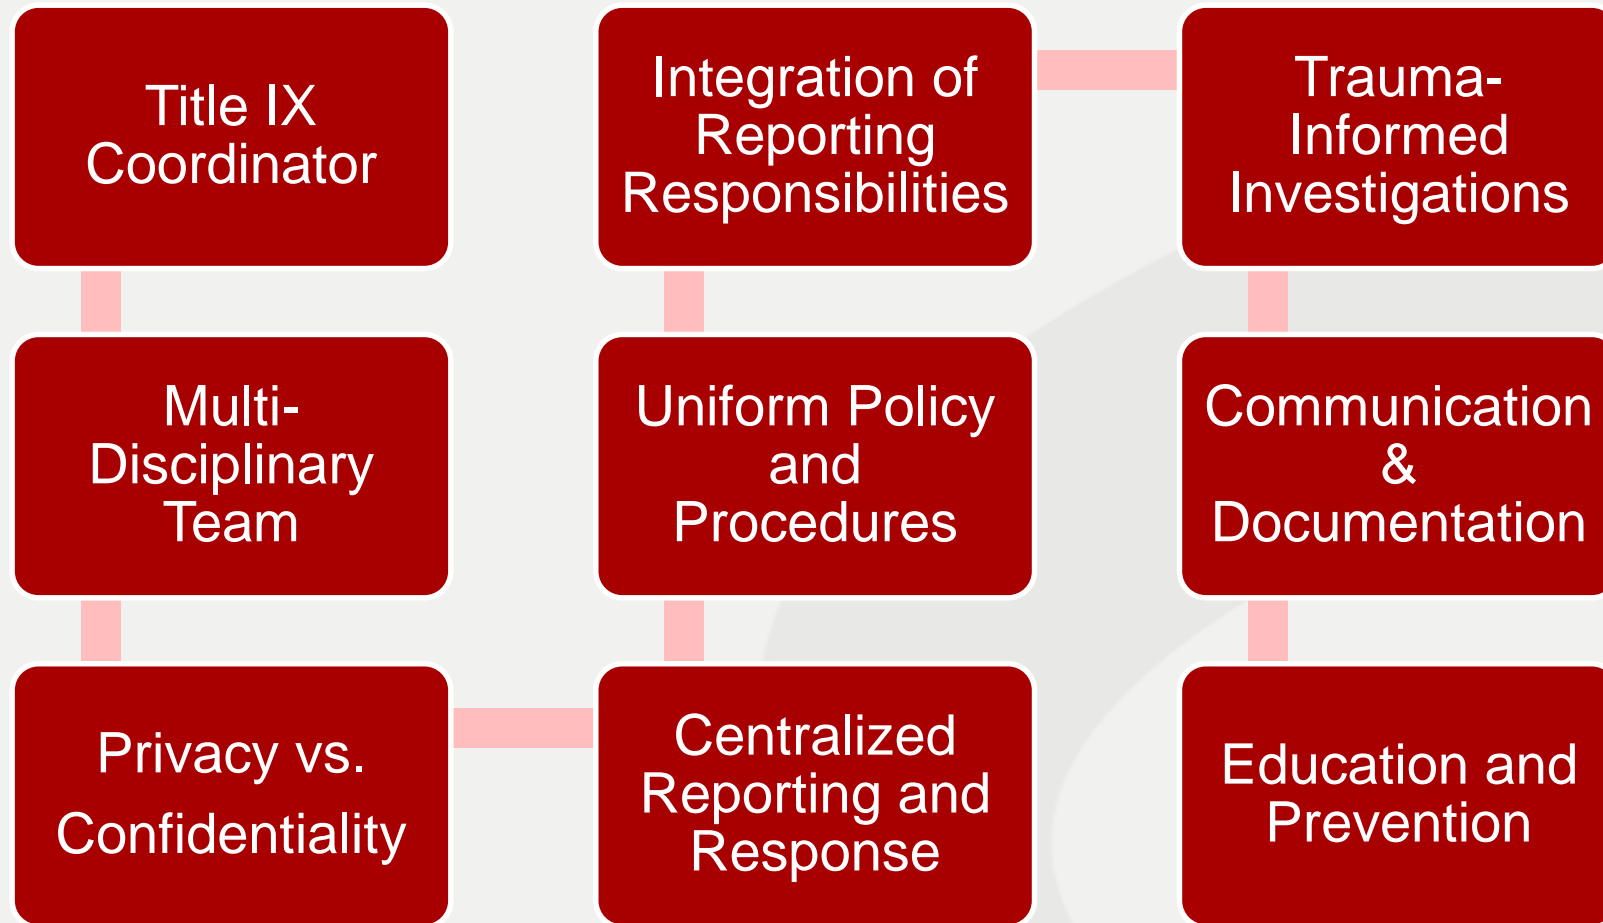 Title IX
Coordinator
Multi-
Disciplinary
Team
Privacy vs.
Confidentiality
Centralized
Reporting and
Response
Uniform Policy
and
Procedures
Integration of
Reporting
Responsibilities
Trauma-
Informed
Investigations
Communication
&
Documentation
Education and
Prevention